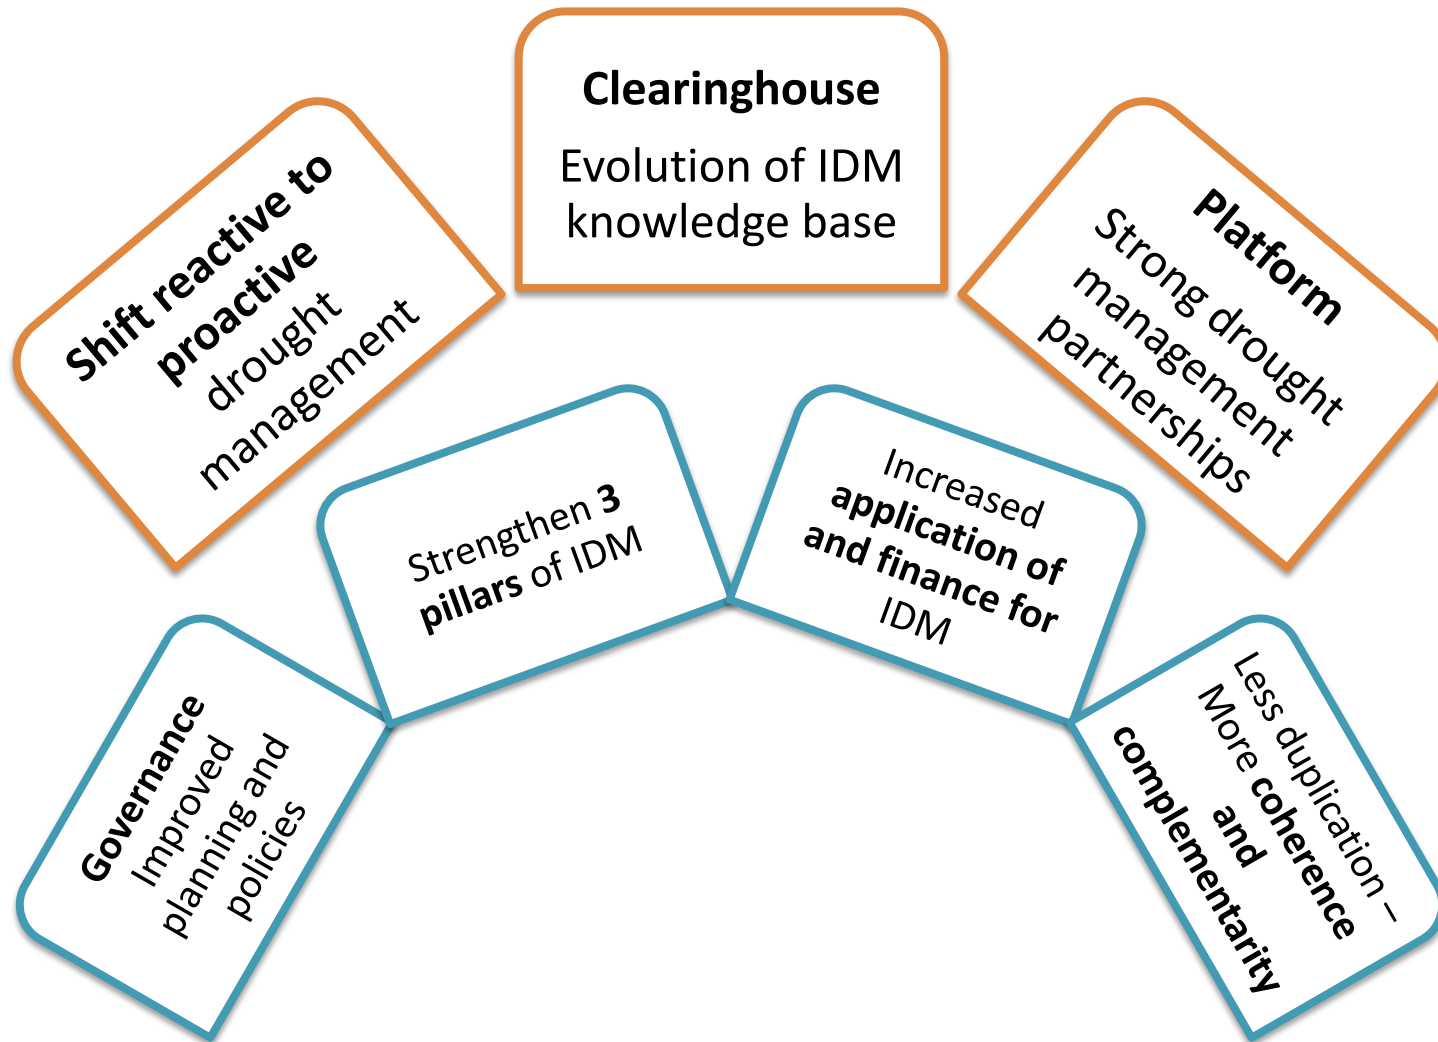 Clearinghouse
Evolution of IDM
knowledge base
Shift reactive to
proactive
drought
management
Platform
Strong drought
management
partnerships
Strengthen 3
pillars of IDM
Increased
application of
and finance for
IDM
Governance
Improved
planning and
policies
Less duplication –
More coherence
and
complementarity